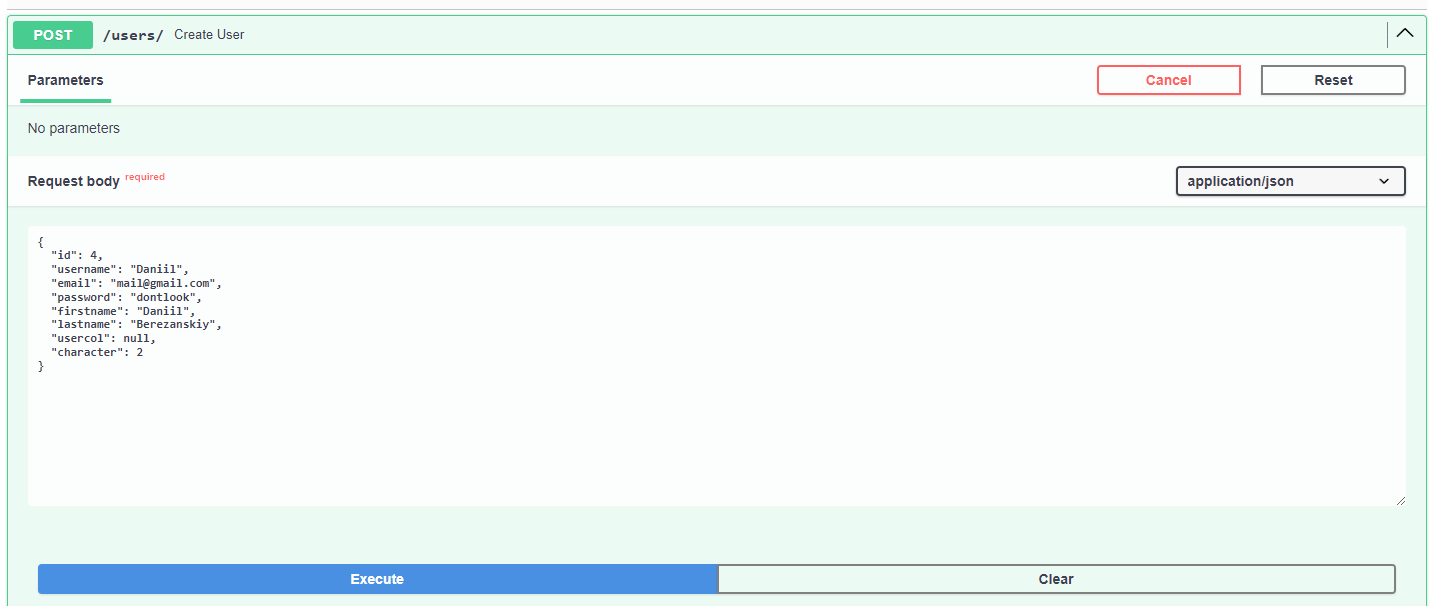 POST /users/ Create User
Parameters
Cancel
Reset
No parameters
Request body required
application/json
{
  "id": 4,
  "username": "Daniil",
  "email": "mail@gmail.com",
  "password": "dontlook",
  "firstname": "Daniil",
  "lastname": "Berezanskiy",
  "usercol": null,
  "character": 2
}
Execute
Clear